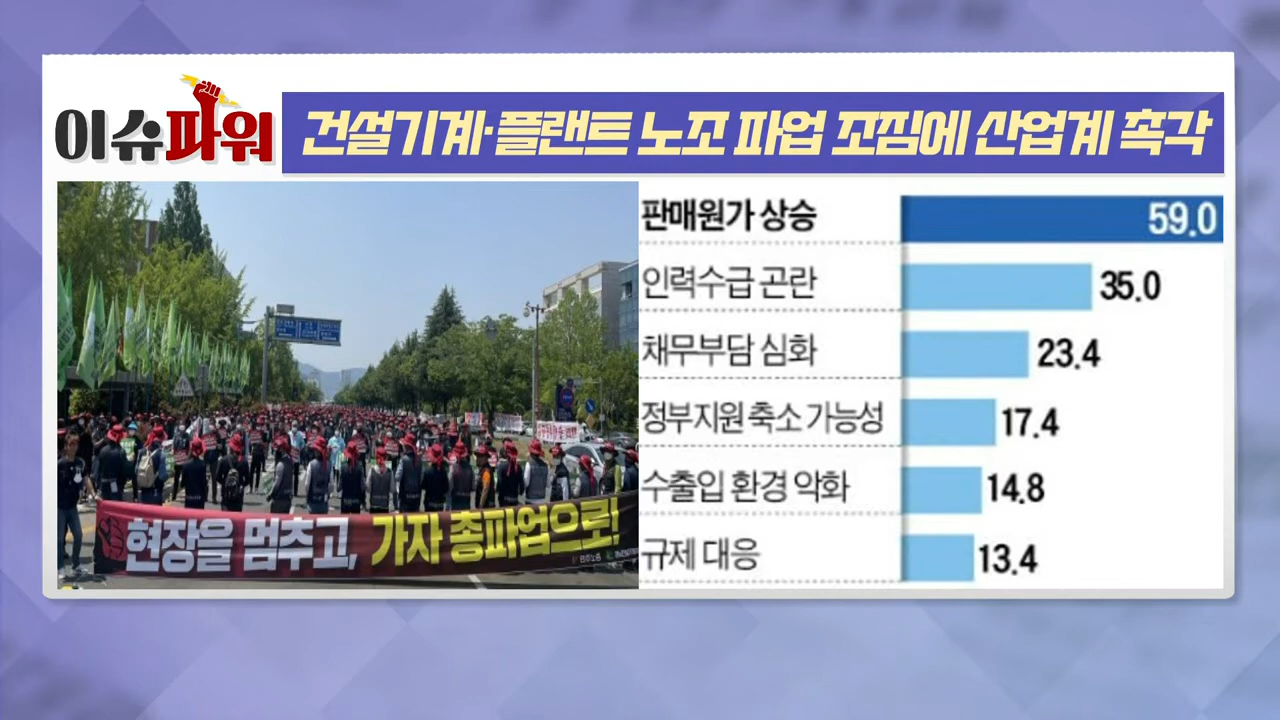 이슈파워
건설기계·플랜트 노조 파업 조짐에 산업계 촉각
현장을 멈추고, 가자 총파업으로!
민주노총
판매원가 상승 59.0
인력수급 곤란 35.0
채무부담 심화 23.4
정부지원 축소 가능성 17.4
수출입 환경 악화 14.8
규제 대응 13.4